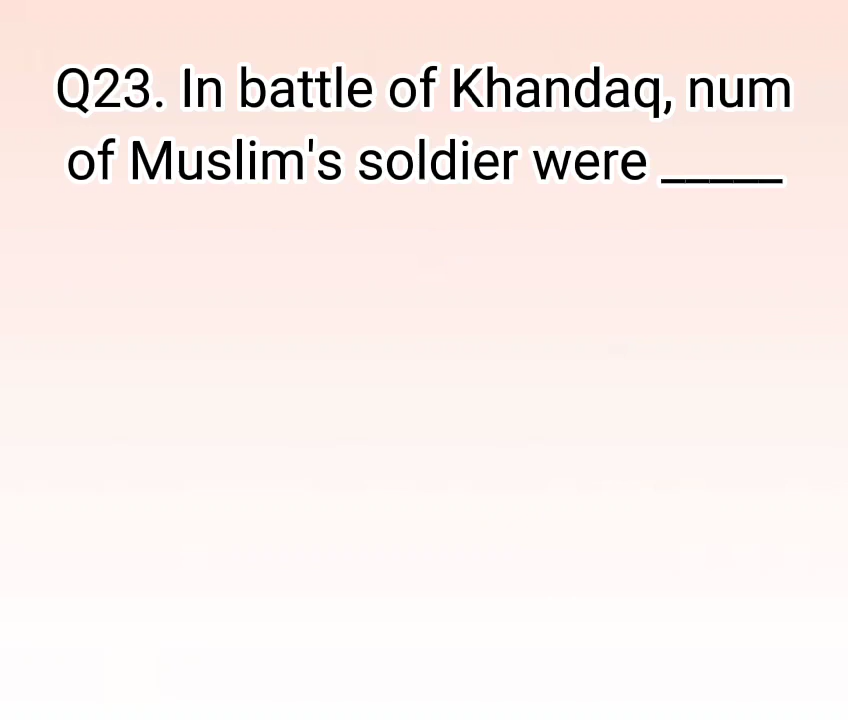 Q23. In battle of Khandaq, num
of Muslim's soldier were _____